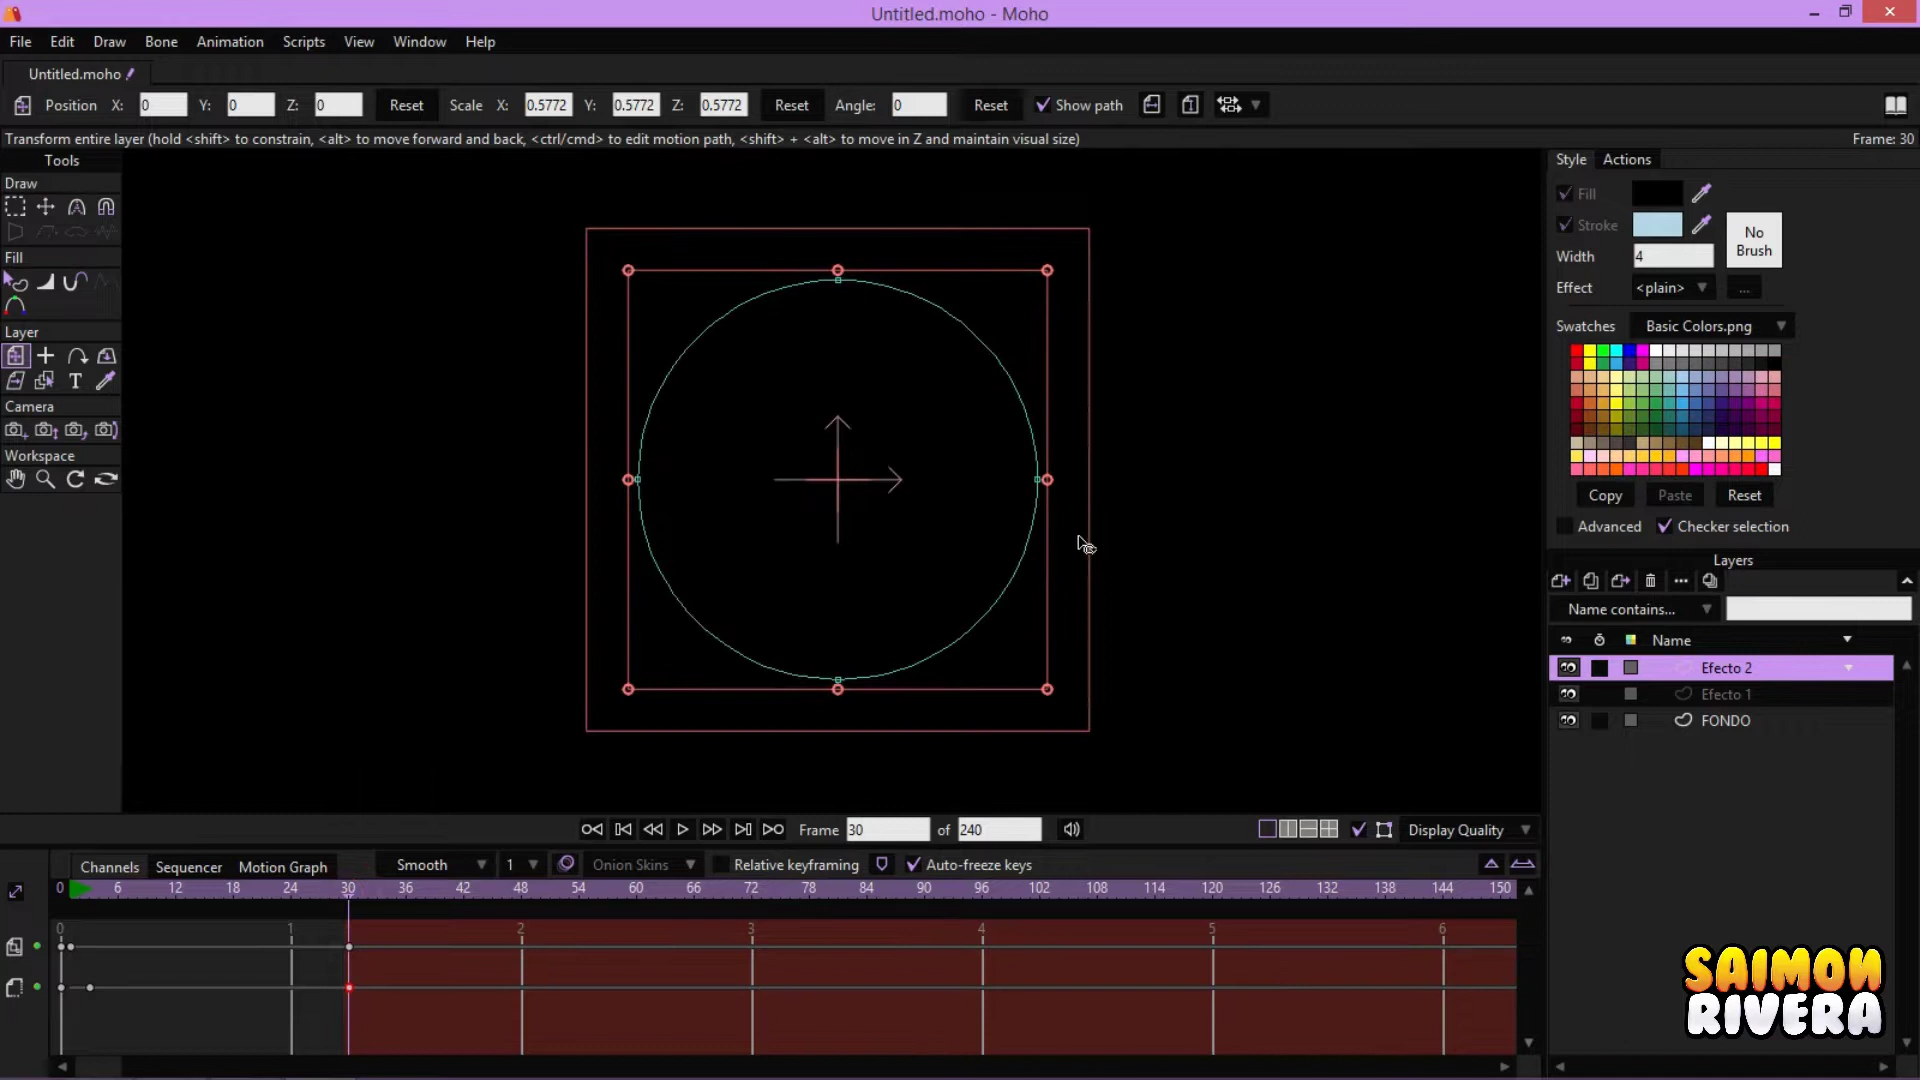 Untitled.moho - Moho
File Edit Draw Bone Animation Scripts View Window Help
Untitled.moho
Position X: 0 Y: 0 Z: 0 Reset Scale X: 0.5772 Y: 0.5772 Z: 0.5772 Reset Angle: 0 Reset Show path
Transform entire layer (hold <shift> to constrain, <alt> to move forward and back, <ctrl/cmd> to edit motion path, <shift> + <alt> to move in Z and maintain visual size) Frame: 30
Tools
Draw
Fill
Layer
T
Camera
Workspace
Style Actions
Fill
Stroke
No
Brush
Width 4
Effect <plain> ...
Swatches Basic Colors.png
Copy Paste Reset
Advanced Checker selection
Layers
Name contains...
Name
Efecto 2
Efecto 1
FONDO
Frame 30 of 240 Display Quality
Channels Sequencer Motion Graph Smooth 1 Onion Skins Relative keyframing Auto-freeze keys
0 6 12 18 24 30 36 42 48 54 60 66 72 78 84 90 96 102 108 114 120 126 132 138 144 150
0 1 2 3 4 5 6
SAIMON
RIVERA